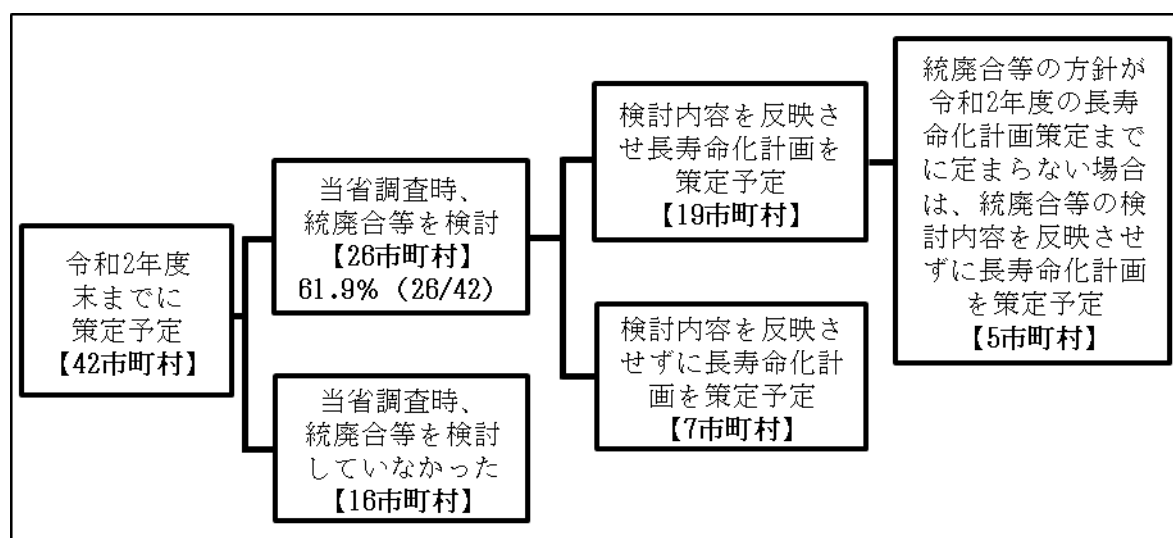 令和2年度
末までに
策定予定
【42市町村】
当省調査時、
統廃合等を検討
【26市町村】
61.9% (26/42)
当省調査時、
統廃合等を検討
していなかった
【16市町村】
検討内容を反映さ
せ長寿命化計画を
策定予定
【19市町村】
検討内容を反映さ
せずに長寿命化計
画を策定予定
【7市町村】
統廃合等の方針が
令和2年度の長寿
命化計画策定まで
に定まらない場合
は、統廃合等の検
討内容を反映させ
ずに長寿命化計画
を策定予定
【5市町村】